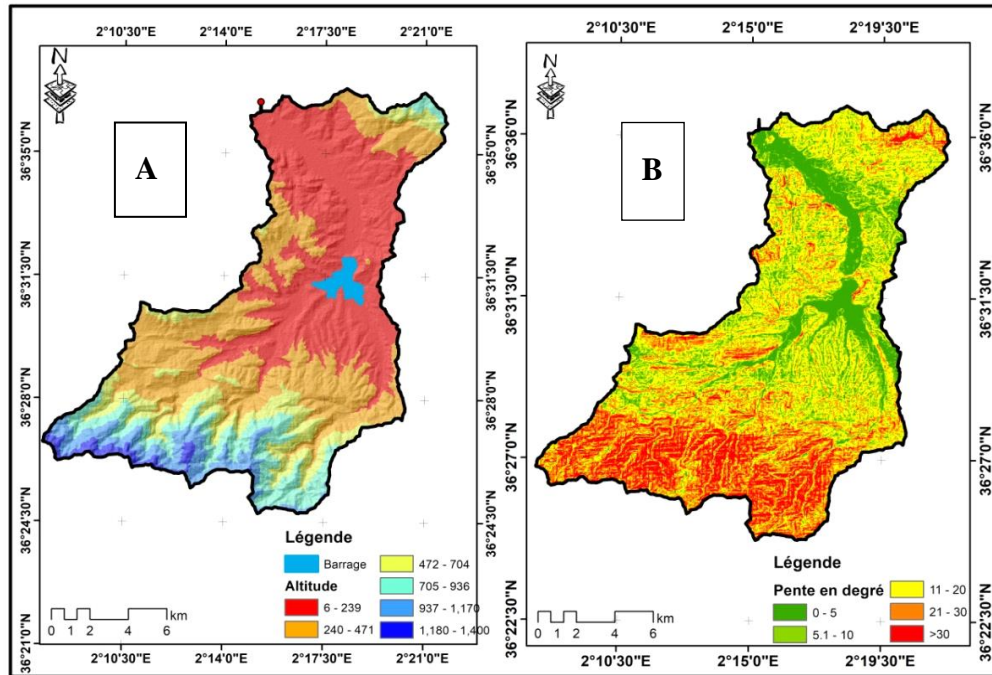 2°10'30"E 2°14'0"E 2°17'30"E 2°21'0"E
N
A
36°35'0"N 36°35'0"N
36°31'30"N 36°31'30"N
36°28'0"N 36°28'0"N
36°24'30"N 36°24'30"N
36°21'0"N 36°21'0"N
Légende
Barrage
Altitude
6 - 239
240 - 471
472 - 704
705 - 936
937 - 1,170
1,180 - 1,400
0 1 2 4 6
km
2°10'30"E 2°14'0"E 2°17'30"E 2°21'0"E
2°10'30"E 2°15'0"E 2°19'30"E
N
B
36°36'0"N 36°36'0"N
36°31'30"N 36°31'30"N
36°27'0"N 36°27'0"N
36°22'30"N 36°22'30"N
Légende
Pente en degré
0 - 5
5.1 - 10
11 - 20
21 - 30
>30
0 1 2 4 6
km
2°10'30"E 2°15'0"E 2°19'30"E